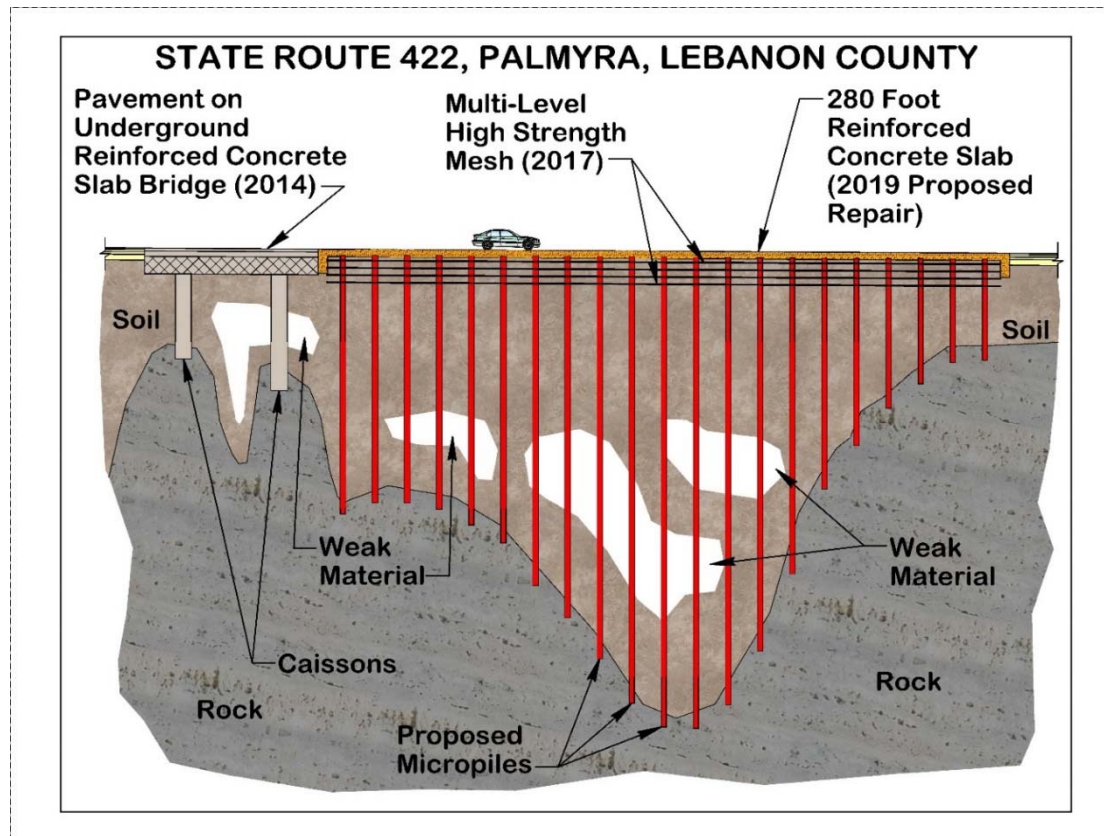 STATE ROUTE 422, PALMYRA, LEBANON COUNTY
Pavement on
Underground
Reinforced Concrete
Slab Bridge (2014)
Multi-Level
High Strength
Mesh (2017)
280 Foot
Reinforced
Concrete Slab
(2019 Proposed
Repair)
Soil
Soil
Weak
Material
Weak
Material
Caissons
Rock
Rock
Proposed
Micropiles